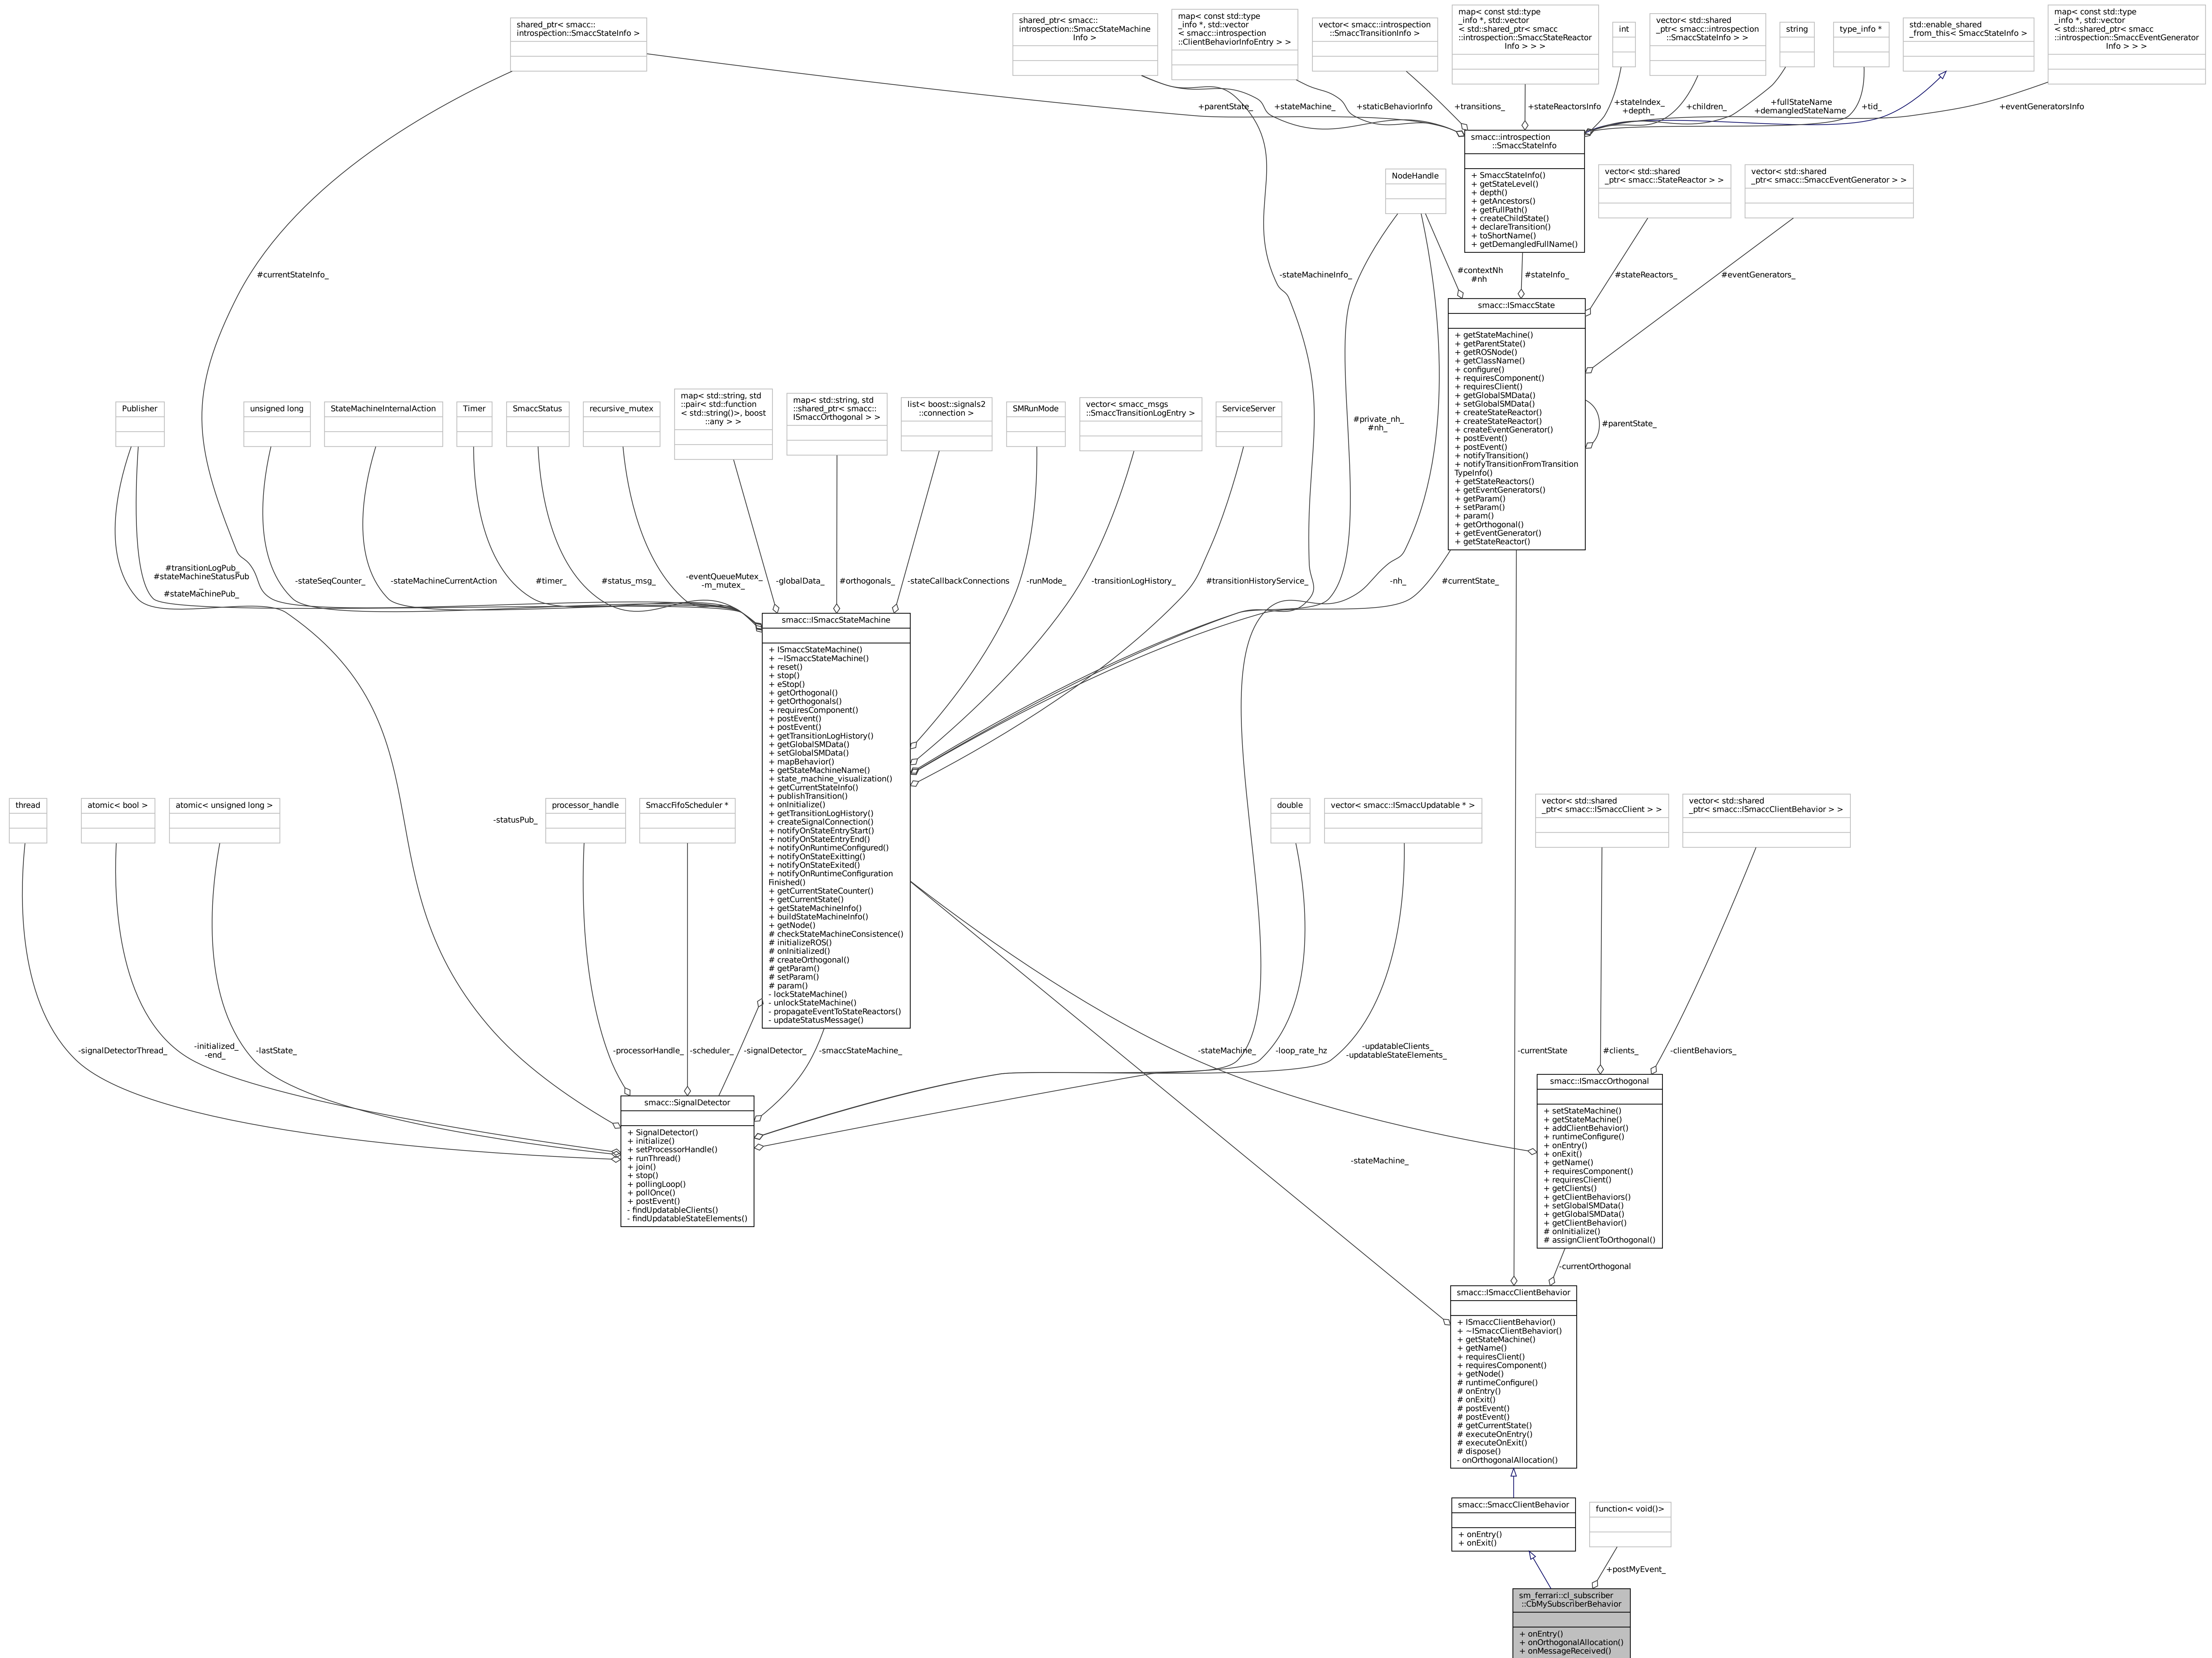 shared_ptr< smacc::
introspection::SmaccStateInfo >
shared_ptr< smacc::
introspection::SmaccStateMachine
Info >
map< const std::type
_info *, std::vector
< smacc::introspection
::ClientBehaviorInfoEntry > >
vector< smacc::introspection
::SmaccTransitionInfo >
map< const std::type
_info *, std::vector
< std::shared_ptr< smacc
::introspection::SmaccStateReactor
Info > > >
int
vector< std::shared
_ptr< smacc::introspection
::SmaccStateInfo > >
string
type_info *
std::enable_shared
_from_this< SmaccStateInfo >
map< const std::type
_info *, std::vector
< std::shared_ptr< smacc
::introspection::SmaccEventGenerator
Info > > >
+parentState_
+stateMachine_
+staticBehaviorInfo
+transitions_
+stateReactorsInfo
+stateIndex_
+depth_
+children_
+fullStateName
+demangledStateName
+tid_
+eventGeneratorsInfo
smacc::introspection
::SmaccStateInfo
+ SmaccStateInfo()
+ getStateLevel()
+ depth()
+ getAncestors()
+ getFullPath()
+ createChildState()
+ declareTransition()
+ toShortName()
+ getDemangledFullName()
NodeHandle
vector< std::shared
_ptr< smacc::StateReactor > >
vector< std::shared
_ptr< smacc::SmaccEventGenerator > >
#currentStateInfo_
-stateMachineInfo_
#contextNh
#nh
#stateInfo_
#stateReactors_
#eventGenerators_
smacc::ISmaccState
+ getStateMachine()
+ getParentState()
+ getROSNode()
+ getClassName()
+ configure()
+ requiresComponent()
+ requiresClient()
+ getGlobalSMData()
+ setGlobalSMData()
+ createStateReactor()
+ createStateReactor()
+ createEventGenerator()
+ postEvent()
+ postEvent()
+ notifyTransition()
+ notifyTransitionFromTransition
TypeInfo()
+ getStateReactors()
+ getEventGenerators()
+ getParam()
+ setParam()
+ param()
+ getOrthogonal()
+ getEventGenerator()
+ getStateReactor()
#parentState_
Publisher
unsigned long
StateMachineInternalAction
Timer
SmaccStatus
recursive_mutex
map< std::string, std
::pair< std::function
< std::string()>, boost
::any > >
map< std::string, std
::shared_ptr< smacc::
ISmaccOrthogonal > >
list< boost::signals2
::connection >
SMRunMode
vector< smacc_msgs
::SmaccTransitionLogEntry >
ServiceServer
#private_nh_
#nh_
#transitionLogPub_
#stateMachineStatusPub
_
#stateMachinePub_
-stateSeqCounter_
-stateMachineCurrentAction
#timer_
#status_msg_
-eventQueueMutex_
-m_mutex_
-globalData_
#orthogonals_
-stateCallbackConnections
-runMode_
-transitionLogHistory_
#transitionHistoryService_
-nh_
#currentState_
smacc::ISmaccStateMachine
+ ISmaccStateMachine()
+ ~ISmaccStateMachine()
+ reset()
+ stop()
+ eStop()
+ getOrthogonal()
+ getOrthogonals()
+ requiresComponent()
+ postEvent()
+ postEvent()
+ getTransitionLogHistory()
+ getGlobalSMData()
+ setGlobalSMData()
+ mapBehavior()
+ getStateMachineName()
+ state_machine_visualization()
+ getCurrentStateInfo()
+ publishTransition()
+ onInitialize()
+ getTransitionLogHistory()
+ createSignalConnection()
+ notifyOnStateEntryStart()
+ notifyOnStateEntryEnd()
+ notifyOnRuntimeConfigured()
+ notifyOnStateExitting()
+ notifyOnStateExited()
+ notifyOnRuntimeConfiguration
Finished()
+ getCurrentStateCounter()
+ getCurrentState()
+ getStateMachineInfo()
+ buildStateMachineInfo()
+ getNode()
# checkStateMachineConsistence()
# initializeROS()
# onInitialized()
# createOrthogonal()
# getParam()
# setParam()
# param()
- lockStateMachine()
- unlockStateMachine()
- propagateEventToStateReactors()
- updateStatusMessage()
thread
atomic< bool >
atomic< unsigned long >
-statusPub_
processor_handle
SmaccFifoScheduler *
double
vector< smacc::ISmaccUpdatable * >
vector< std::shared
_ptr< smacc::ISmaccClient > >
vector< std::shared
_ptr< smacc::ISmaccClientBehavior > >
-signalDetectorThread_
-initialized_
-end_
-lastState_
-processorHandle_
-scheduler_
-signalDetector_
-smaccStateMachine_
-stateMachine_
-loop_rate_hz
-updatableClients_
-updatableStateElements_
-currentState
#clients_
-clientBehaviors_
smacc::SignalDetector
+ SignalDetector()
+ initialize()
+ setProcessorHandle()
+ runThread()
+ join()
+ stop()
+ pollingLoop()
+ pollOnce()
+ postEvent()
- findUpdatableClients()
- findUpdatableStateElements()
smacc::ISmaccOrthogonal
+ setStateMachine()
+ getStateMachine()
+ addClientBehavior()
+ runtimeConfigure()
+ onEntry()
+ onExit()
+ getName()
+ requiresComponent()
+ requiresClient()
+ getClients()
+ getClientBehaviors()
+ setGlobalSMData()
+ getGlobalSMData()
+ getClientBehavior()
# onInitialize()
# assignClientToOrthogonal()
-stateMachine_
-currentOrthogonal
smacc::ISmaccClientBehavior
+ ISmaccClientBehavior()
+ ~ISmaccClientBehavior()
+ getStateMachine()
+ getName()
+ requiresClient()
+ requiresComponent()
+ getNode()
# runtimeConfigure()
# onEntry()
# onExit()
# postEvent()
# postEvent()
# getCurrentState()
# executeOnEntry()
# executeOnExit()
# dispose()
- onOrthogonalAllocation()
smacc::SmaccClientBehavior
+ onEntry()
+ onExit()
function< void()>
+postMyEvent_
sm_ferrari::cl_subscriber
::CbMySubscriberBehavior
+ onEntry()
+ onOrthogonalAllocation()
+ onMessageReceived()